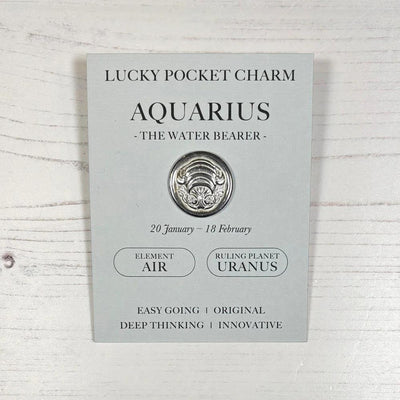 LUCKY POCKET CHARM
AQUARIUS
- THE WATER BEARER -
20 January – 18 February
ELEMENT
AIR
RULING PLANET
URANUS
EASY GOING | ORIGINAL
DEEP THINKING | INNOVATIVE